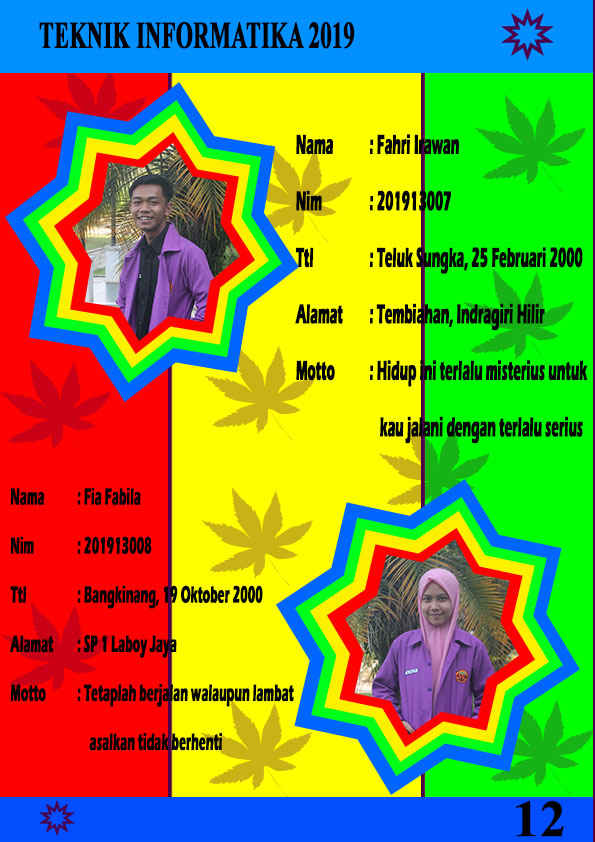 TEKNIK INFORMATIKA 2019
Nama : Fahri Irawan
Nim : 201913007
Ttl : Teluk Sungka, 25 Februari 2000
Alamat : Tembiahan, Indragiri Hilir
Motto : Hidup ini terlalu misterius untuk
kau jalani dengan terlalu serius
Nama : Fia Fabila
Nim : 201913008
Ttl : Bangkinang, 19 Oktober 2000
Alamat : SP 1 Laboy Jaya
Motto : Tetaplah berjalan walaupun lambat
asalkan tidak berhenti
12